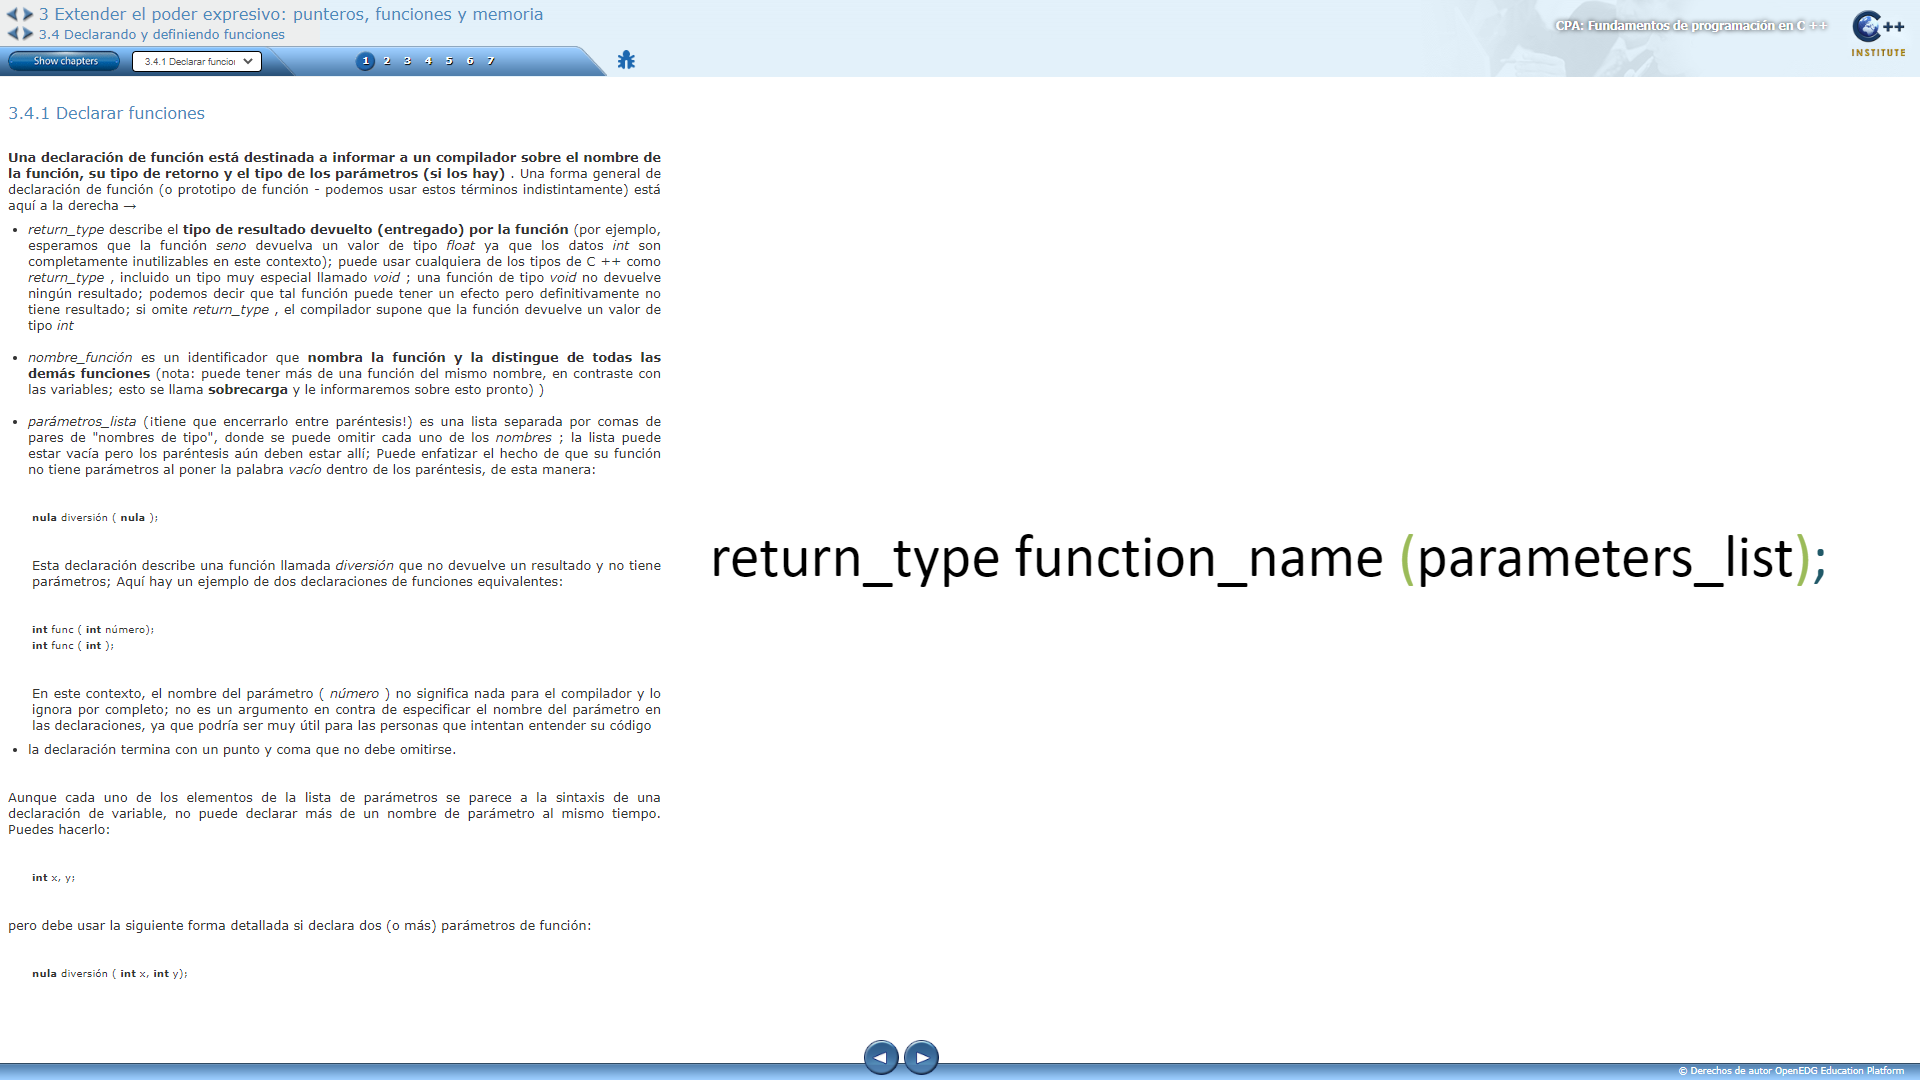 3 Extender el poder expresivo: punteros, funciones y memoria
3.4 Declarando y definiendo funciones
CPA: Fundamentos de programación en C ++
C++
INSTITUTE
Show chapters
3.4.1 Declarar funcion
1 2 3 4 5 6 7
3.4.1 Declarar funciones
Una declaración de función está destinada a informar a un compilador sobre el nombre de
la función, su tipo de retorno y el tipo de los parámetros (si los hay) . Una forma general de
declaración de función (o prototipo de función - podemos usar estos términos indistintamente) está
aquí a la derecha →
• return_type describe el tipo de resultado devuelto (entregado) por la función (por ejemplo,
esperamos que la función seno devuelva un valor de tipo float ya que los datos int son
completamente inutilizables en este contexto); puede usar cualquiera de los tipos de C ++ como
return_type , incluido un tipo muy especial llamado void ; una función de tipo void no devuelve
ningún resultado; podemos decir que tal función puede tener un efecto pero definitivamente no
tiene resultado; si omite return_type , el compilador supone que la función devuelve un valor de
tipo int
• nombre_función es un identificador que nombra la función y la distingue de todas las
demás funciones (nota: puede tener más de una función del mismo nombre, en contraste con
las variables; esto se llama sobrecarga y le informaremos sobre esto pronto) )
• parámetros_lista (¡tiene que encerrarlo entre paréntesis!) es una lista separada por comas de
pares de "nombres de tipo", donde se puede omitir cada uno de los nombres ; la lista puede
estar vacía pero los paréntesis aún deben estar allí; Puede enfatizar el hecho de que su función
no tiene parámetros al poner la palabra vacío dentro de los paréntesis, de esta manera:
nula diversión ( nula );
Esta declaración describe una función llamada diversión que no devuelve un resultado y no tiene
parámetros; Aquí hay un ejemplo de dos declaraciones de funciones equivalentes:
int func ( int número);
int func ( int );
En este contexto, el nombre del parámetro ( número ) no significa nada para el compilador y lo
ignora por completo; no es un argumento en contra de especificar el nombre del parámetro en
las declaraciones, ya que podría ser muy útil para las personas que intentan entender su código
• la declaración termina con un punto y coma que no debe omitirse.
Aunque cada uno de los elementos de la lista de parámetros se parece a la sintaxis de una
declaración de variable, no puede declarar más de un nombre de parámetro al mismo tiempo.
Puedes hacerlo:
int x, y;
pero debe usar la siguiente forma detallada si declara dos (o más) parámetros de función:
nula diversión ( int x, int y);
return_type function_name (parameters_list);
© Derechos de autor OpenEDG Education Platform